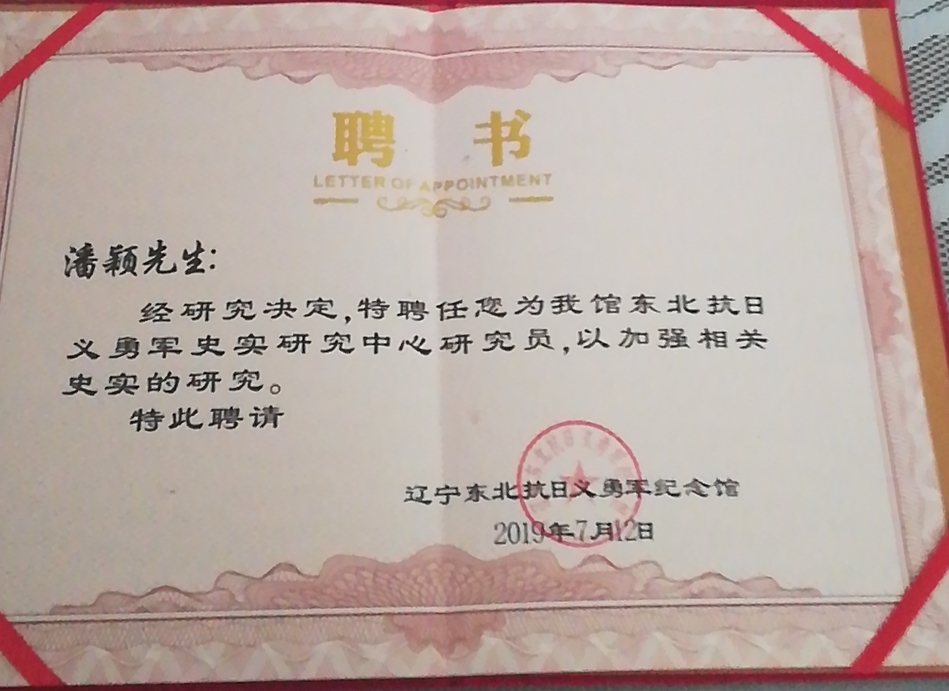 聘 书
LETTER OF APPOINTMENT
潘颖先生:
经研究决定,特聘任您为我馆东北抗日
义勇军史实研究中心研究员,以加强相关
史实的研究。
特此聘请
辽宁东北抗日义勇军纪念馆
2019年7月12日